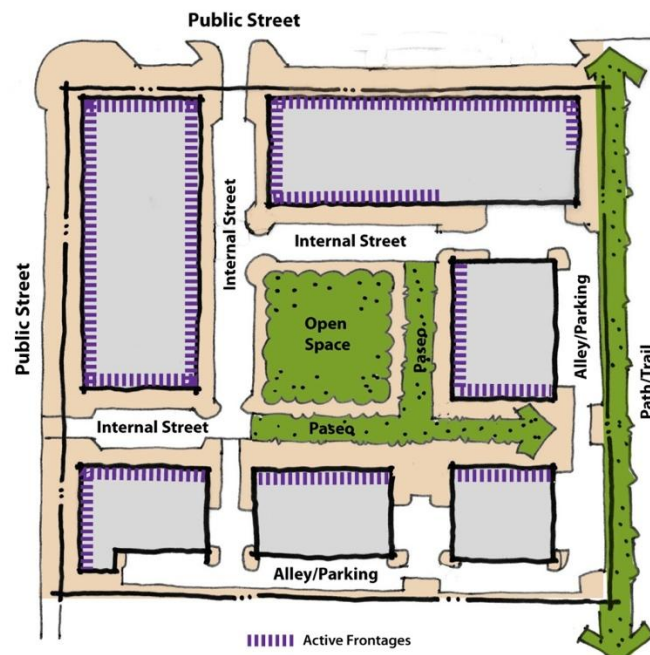 Public Street
Internal Street
Internal Street
Public Street
Open
Space
Paseo
Alley/Parking
Path/Trail
Internal Street
Paseo
Alley/Parking
Active Frontages